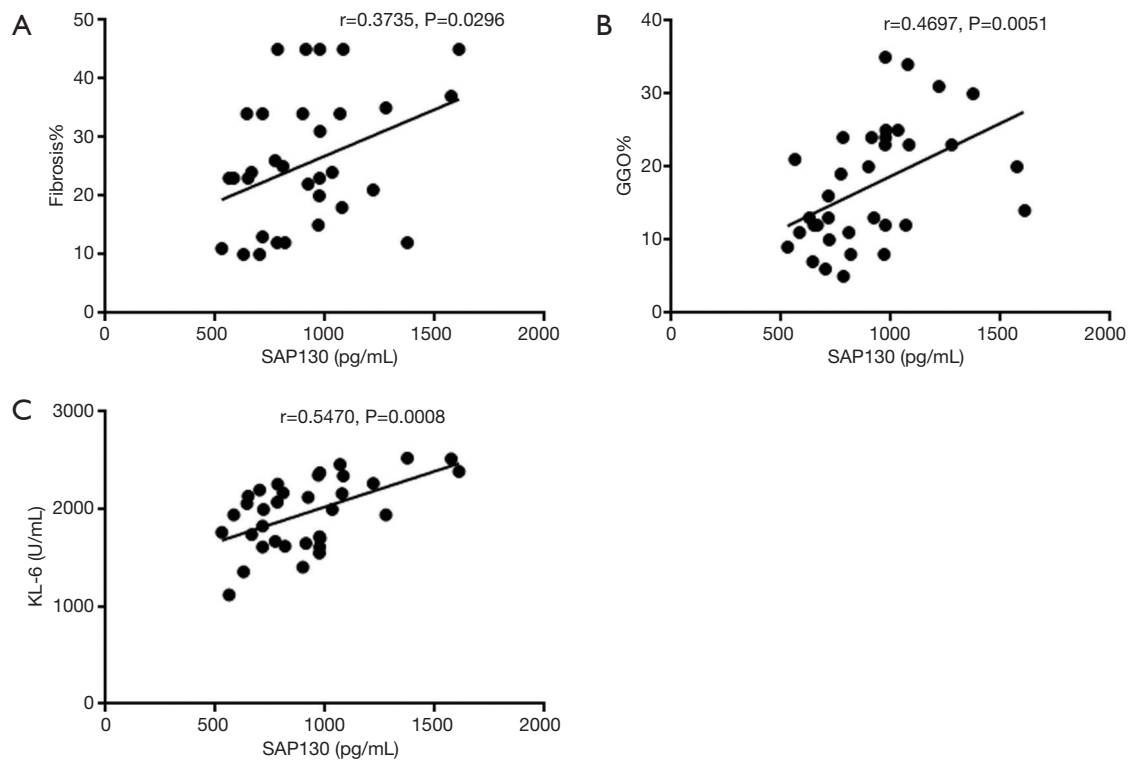 A
r=0.3735, P=0.0296
Fibrosis%
50
40
30
20
10
0
0 500 1000 1500 2000
SAP130 (pg/mL)
B
r=0.4697, P=0.0051
GGO%
40
30
20
10
0
0 500 1000 1500 2000
SAP130 (pg/mL)
C
r=0.5470, P=0.0008
KL-6 (U/mL)
3000
2000
1000
0
0 500 1000 1500 2000
SAP130 (pg/mL)